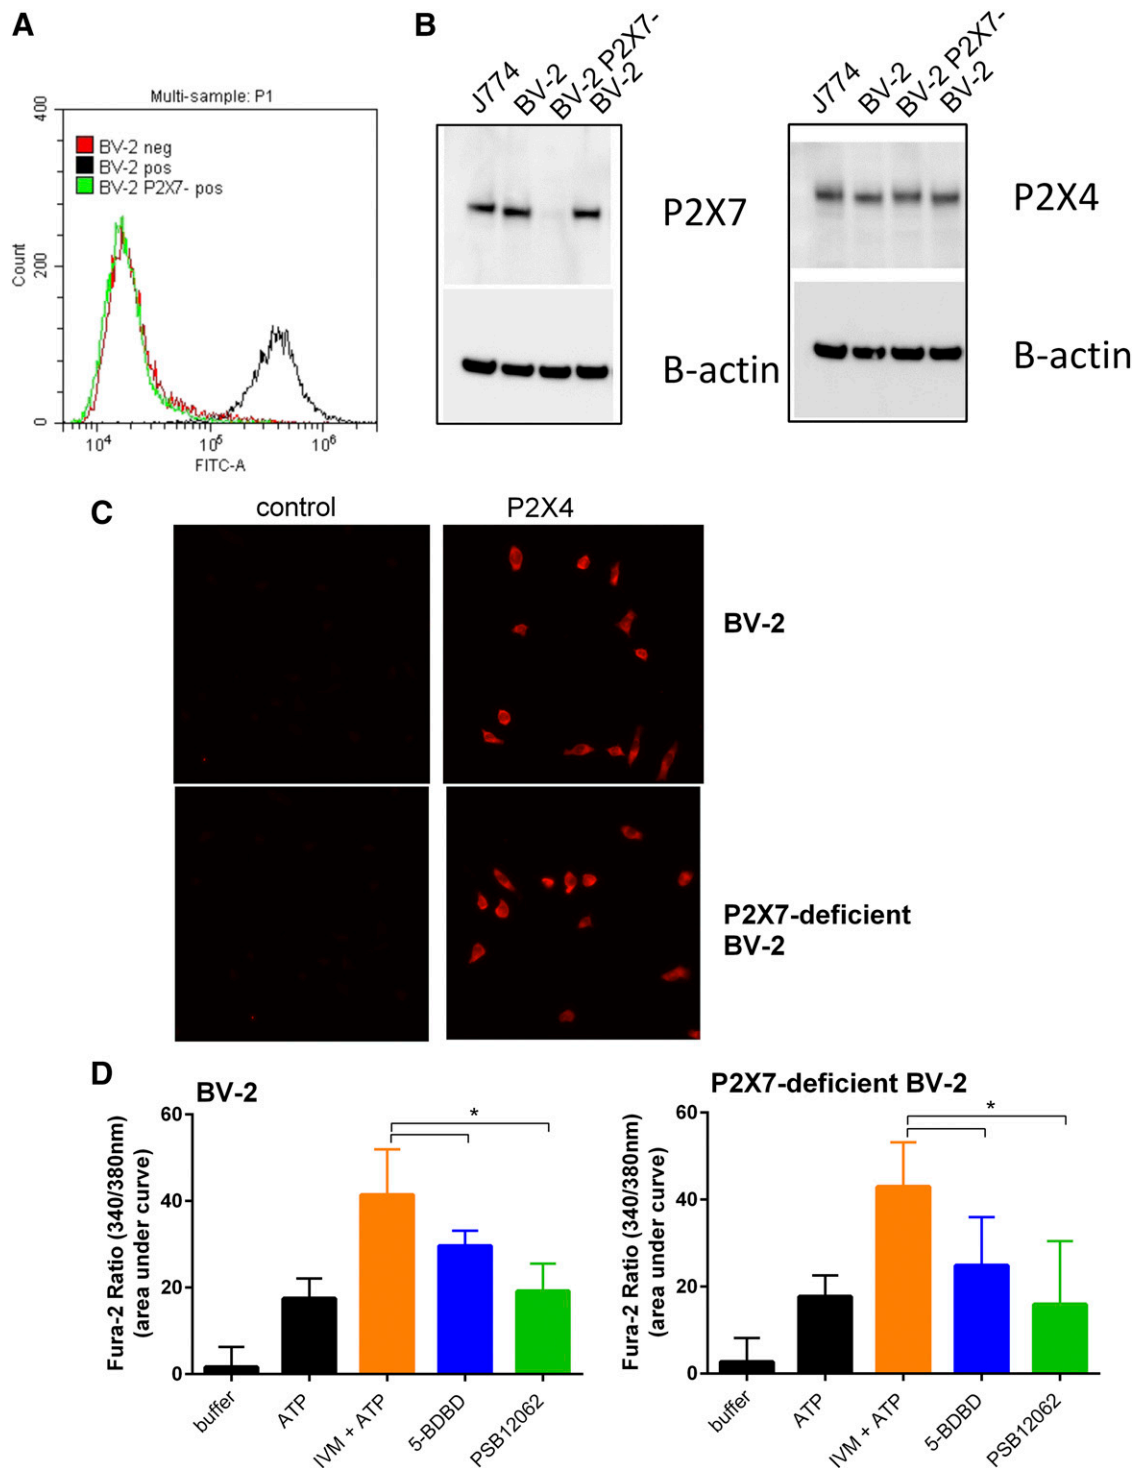 A
Multi-sample: P1
400
200
0
Count
BV-2 neg
BV-2 pos
BV-2 P2X7- pos
10^4
10^5
10^6
FITC-A
B
J774
BV-2
BV-2 P2X7-
BV-2
P2X7
B-actin
J774
BV-2
BV-2 P2X7-
BV-2
P2X4
B-actin
C
control
P2X4
BV-2
P2X7-deficient
BV-2
D
BV-2
Fura-2 Ratio (340/380nm)
(area under curve)
60
40
20
0
*
buffer
ATP
IVM + ATP
5-BDBD
PSB12062
P2X7-deficient BV-2
Fura-2 Ratio (340/380nm)
(area under curve)
60
40
20
0
*
buffer
ATP
IVM + ATP
5-BDBD
PSB12062